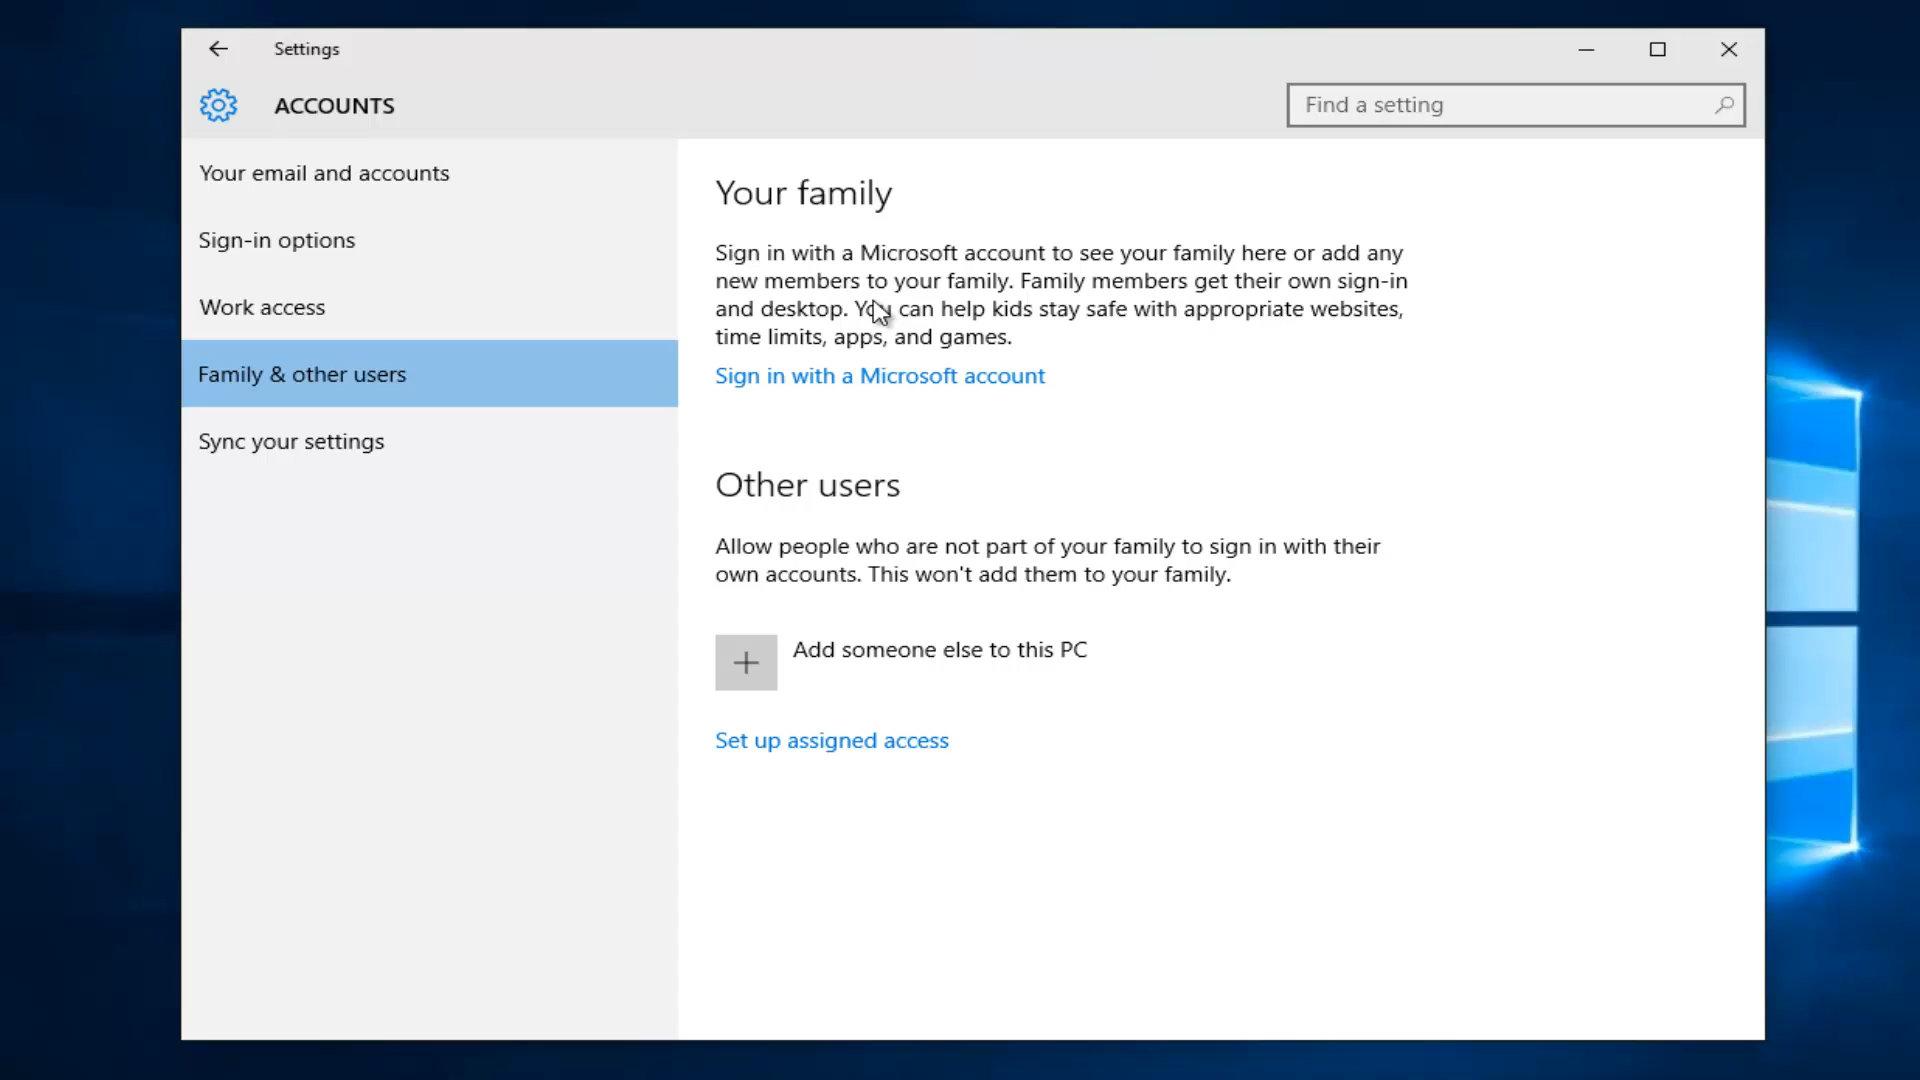 Settings
ACCOUNTS
Find a setting
Your email and accounts
Sign-in options
Work access
Family & other users
Sync your settings
Your family
Sign in with a Microsoft account to see your family here or add any
new members to your family. Family members get their own sign-in
and desktop. You can help kids stay safe with appropriate websites,
time limits, apps, and games.
Sign in with a Microsoft account
Other users
Allow people who are not part of your family to sign in with their
own accounts. This won't add them to your family.
Add someone else to this PC
Set up assigned access